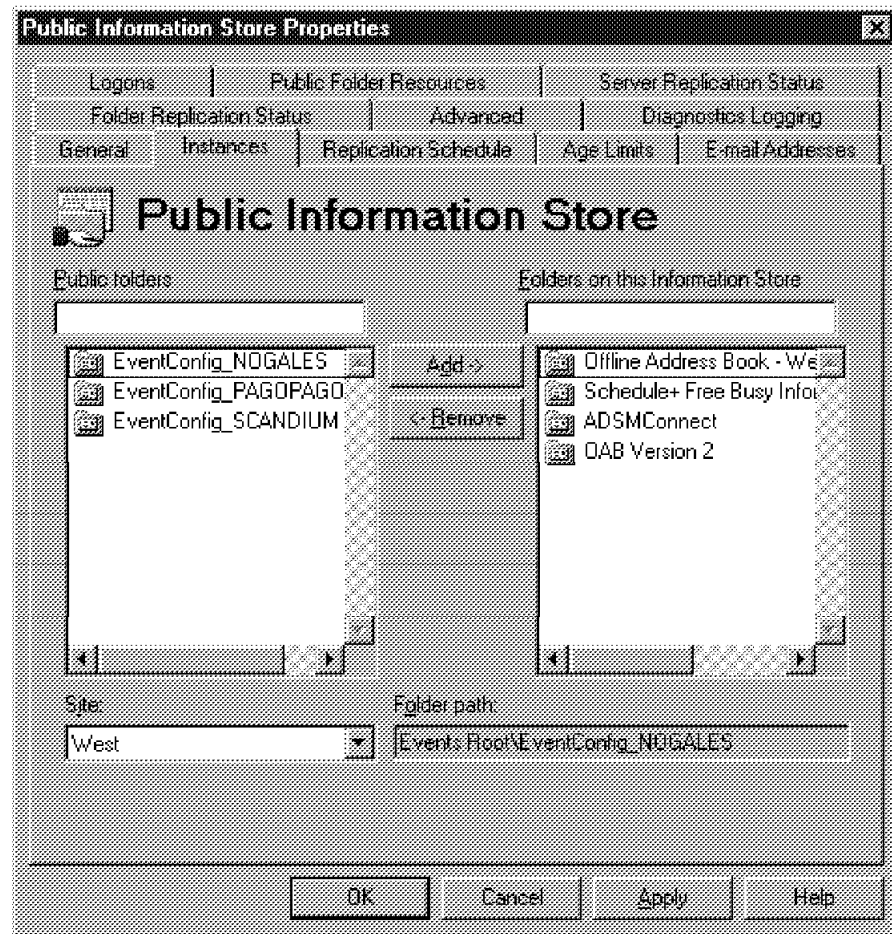 Public Information Store Properties
Logons Public Folder Resources Server Replication Status
Folder Replication Status Advanced Diagnostics Logging
General Instances Replication Schedule Age Limits E-mail Addresses
Public Information Store
Public folders
Folders on this Information Store
EventConfig_NOGALES
EventConfig_PAGOPAGO
EventConfig_SCANDIUM
Add ->
<- Remove
Offline Address Book - We
Schedule+ Free Busy Infor
ADSMConnect
OAB Version 2
Site:
West
Folder path:
Events Root\EventConfig_NOGALES
OK Cancel Apply Help